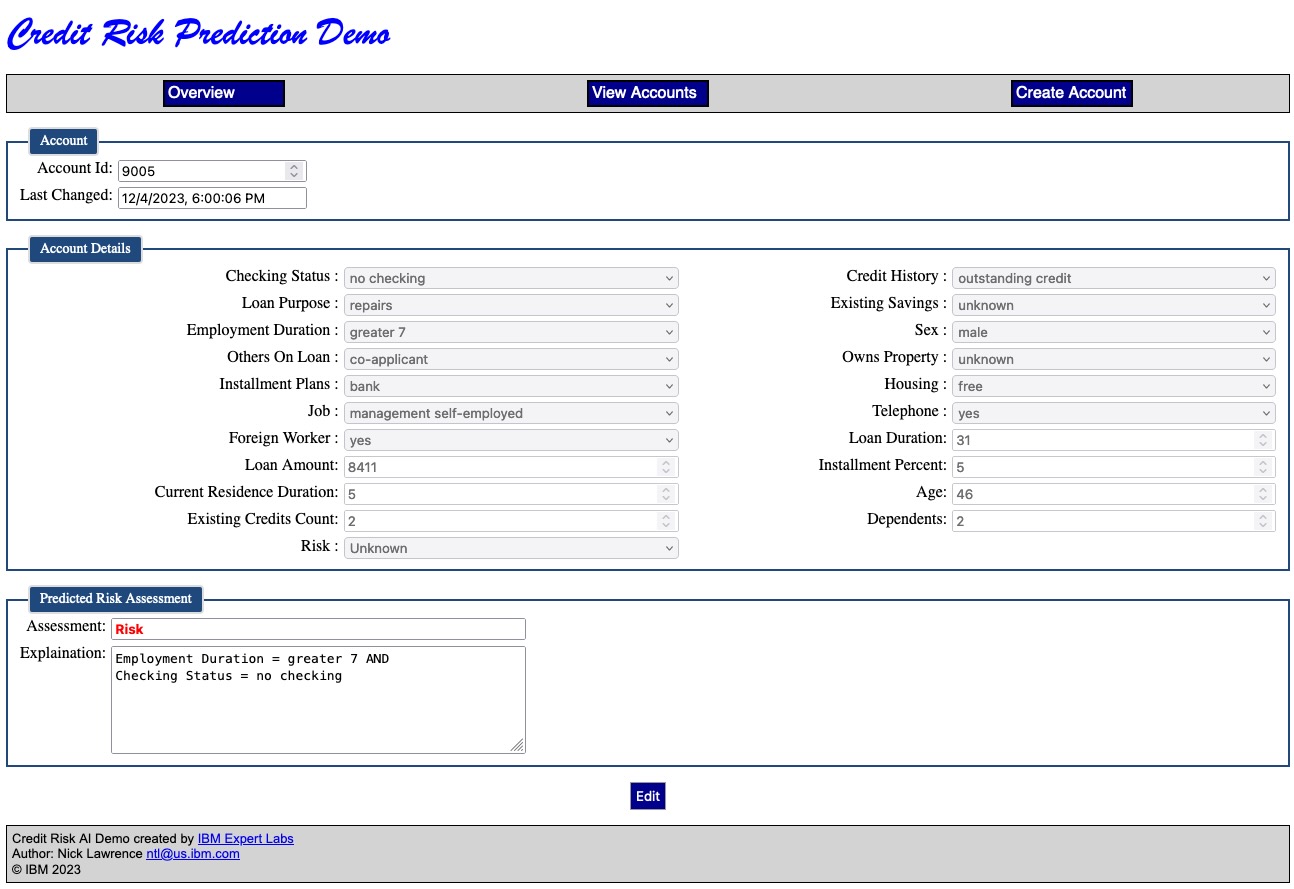 Credit Risk Prediction Demo
Overview View Accounts Create Account
Account
Account Id: 9005
Last Changed: 12/4/2023, 6:00:06 PM
Account Details
Checking Status : no checking Credit History : outstanding credit
Loan Purpose : repairs Existing Savings : unknown
Employment Duration : greater 7 Sex : male
Others On Loan : co-applicant Owns Property : unknown
Installment Plans : bank Housing : free
Job : management self-employed Telephone : yes
Foreign Worker : yes Loan Duration: 31
Loan Amount: 8411 Installment Percent: 5
Current Residence Duration: 5 Age: 46
Existing Credits Count: 2 Dependents: 2
Risk : Unknown
Predicted Risk Assessment
Assessment: Risk
Explaination: Employment Duration = greater 7 AND
Checking Status = no checking
Edit
Credit Risk AI Demo created by IBM Expert Labs
Author: Nick Lawrence ntl@us.ibm.com
© IBM 2023